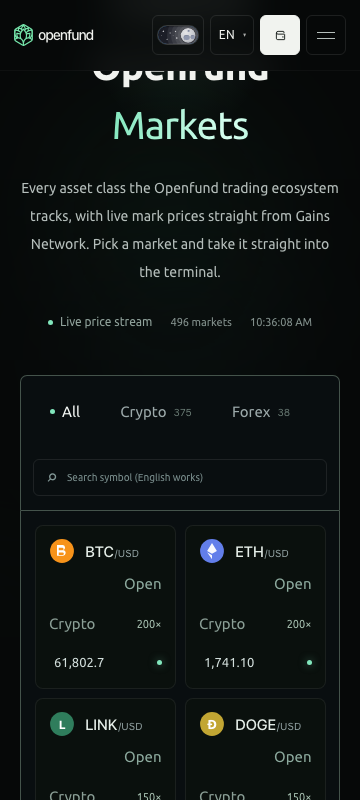 openfund
EN
Openfund
Markets
Every asset class the Openfund trading ecosystem
tracks, with live mark prices straight from Gains
Network. Pick a market and take it straight into
the terminal.
Live price stream 496 markets 10:36:08 AM
All Crypto 375 Forex 38
Search symbol (English works)
BTC/USD
Open
Crypto 200×
61,802.7
ETH/USD
Open
Crypto 200×
1,741.10
L LINK/USD
Open
Crypto 150×
Ð DOGE/USD
Open
Crypto 150×